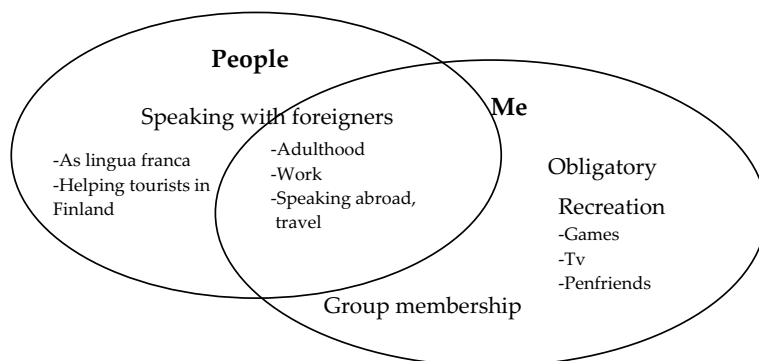 People
Me
Speaking with foreigners
-As lingua franca
-Helping tourists in
Finland
-Adulthood
-Work
-Speaking abroad,
travel
Obligatory
Recreation
-Games
-Tv
-Penfriends
Group membership